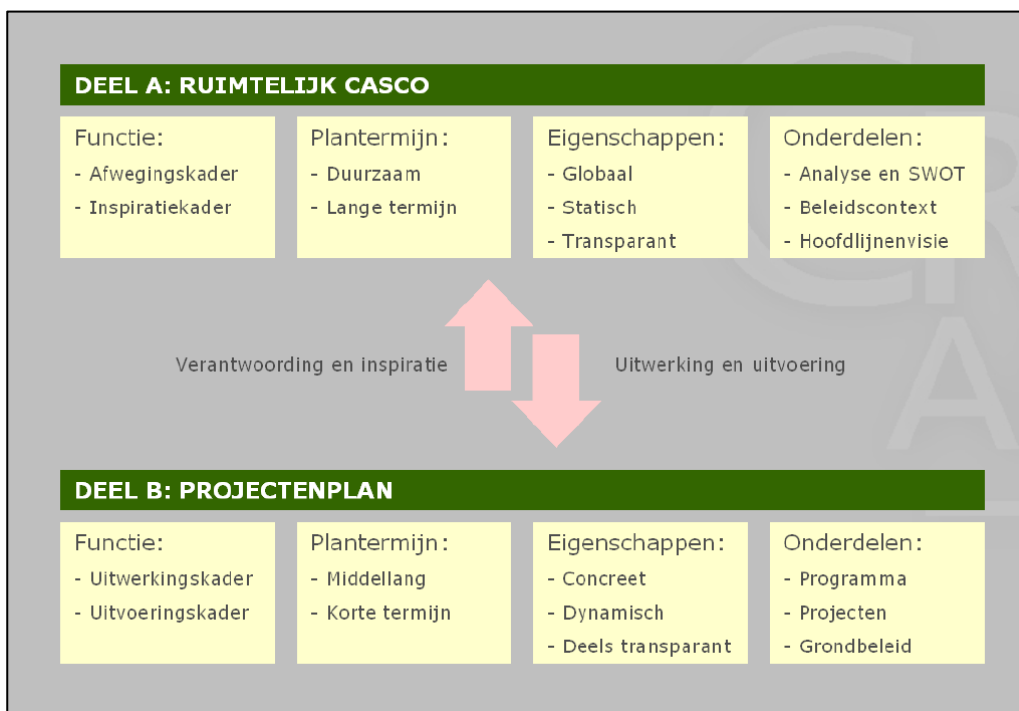 DEEL A: RUIMTELIJK CASCO
Functie:
- Afwegingskader
- Inspiratiekader
Plantermijn:
- Duurzaam
- Lange termijn
Eigenschappen:
- Globaal
- Statisch
- Transparant
Onderdelen:
- Analyse en SWOT
- Beleidscontext
- Hoofdlijnenvisie
Verantwoording en inspiratie
Uitwerking en uitvoering
DEEL B: PROJECTENPLAN
Functie:
- Uitwerkingskader
- Uitvoeringskader
Plantermijn:
- Middellang
- Korte termijn
Eigenschappen:
- Concreet
- Dynamisch
- Deels transparant
Onderdelen:
- Programma
- Projecten
- Grondbeleid